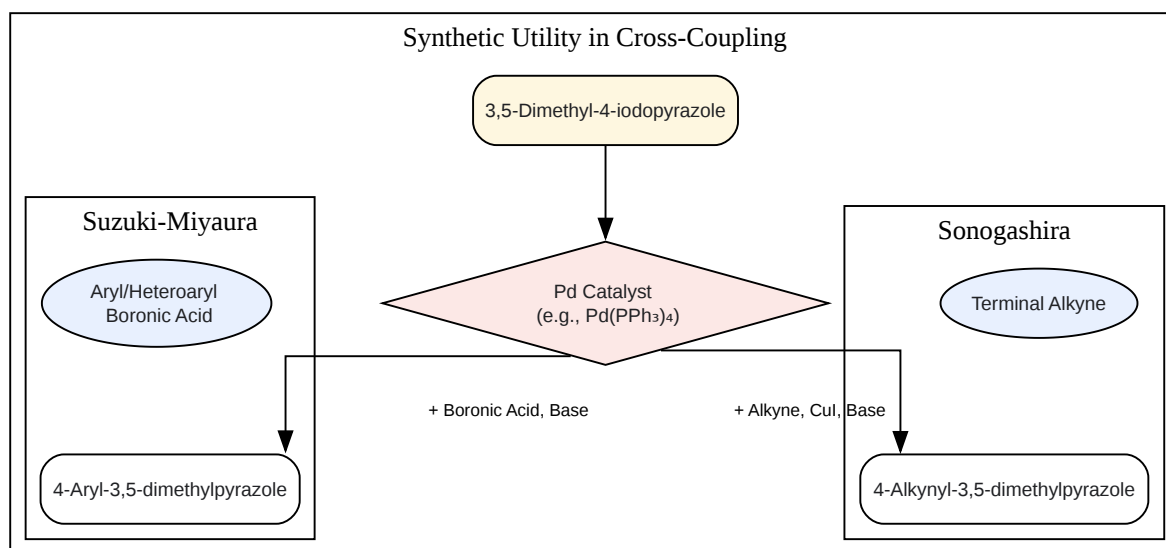 Synthetic Utility in Cross-Coupling
3,5-Dimethyl-4-iodopyrazole
Suzuki-Miyaura
Aryl/Heteroaryl
Boronic Acid
Pd Catalyst
(e.g., Pd(PPh₃)₄)
Sonogashira
Terminal Alkyne
+ Boronic Acid, Base
+ Alkyne, CuI, Base
4-Aryl-3,5-dimethylpyrazole
4-Alkynyl-3,5-dimethylpyrazole